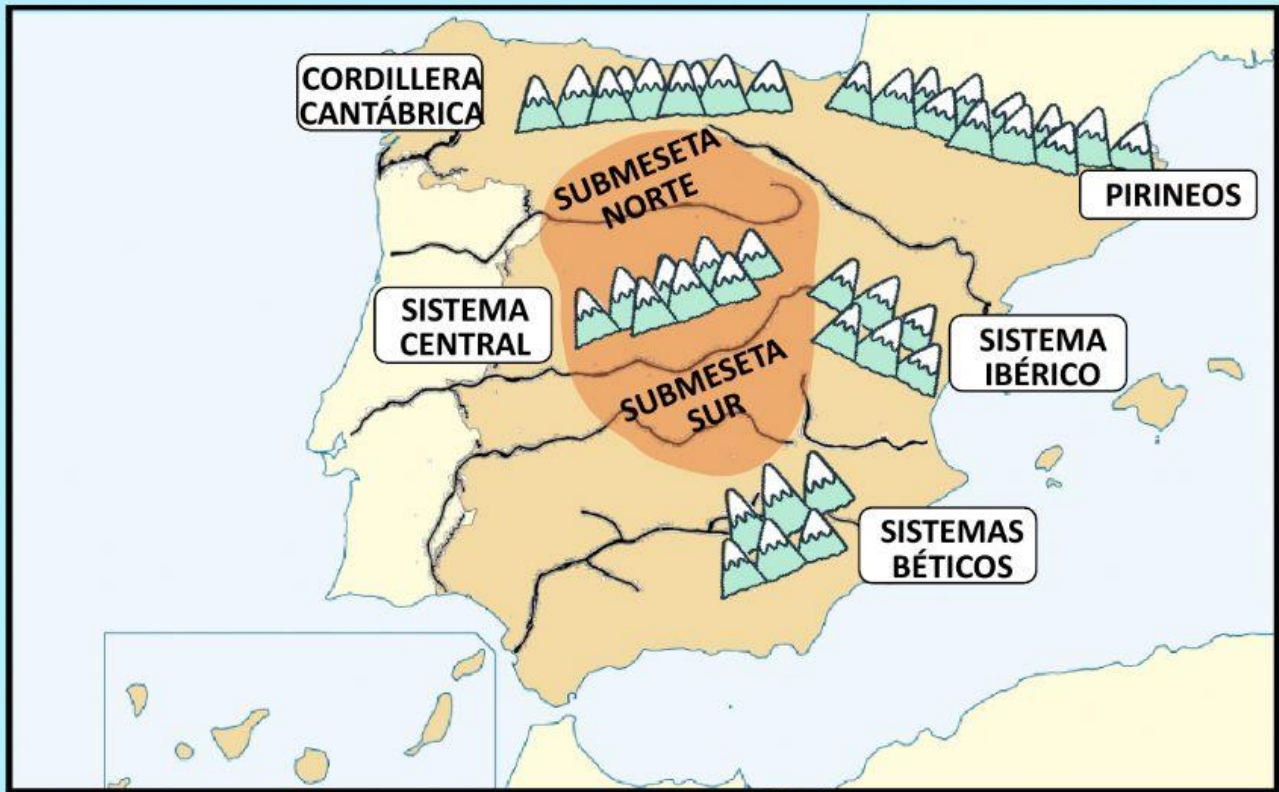 CORDILLERA
CANTÁBRICA
SUBMESETA
NORTE
PIRINEOS
SISTEMA
CENTRAL
SISTEMA
IBÉRICO
SUBMESETA
SUR
SISTEMAS
BÉTICOS